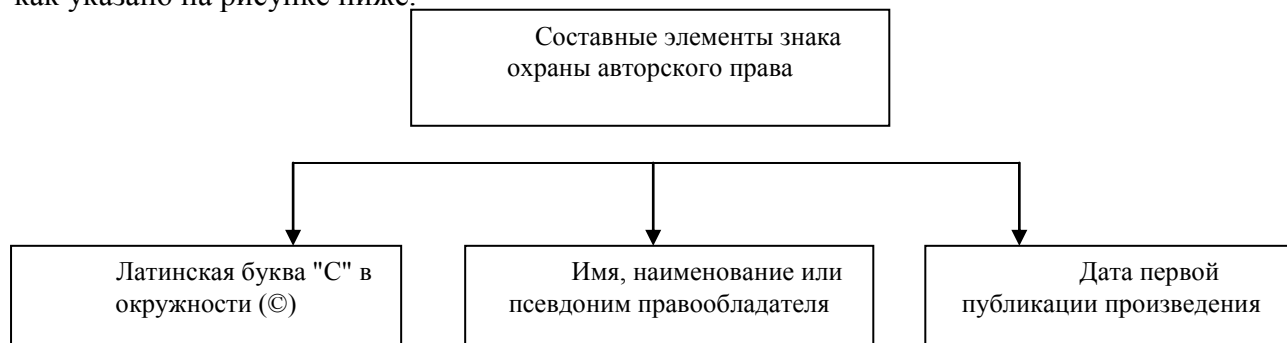 как указано на рисунке ниже.
Составные элементы знака
охраны авторского права
Латинская буква "С" в
окружности (©)
Имя, наименование или
псевдоним правообладателя
Дата первой
публикации произведения